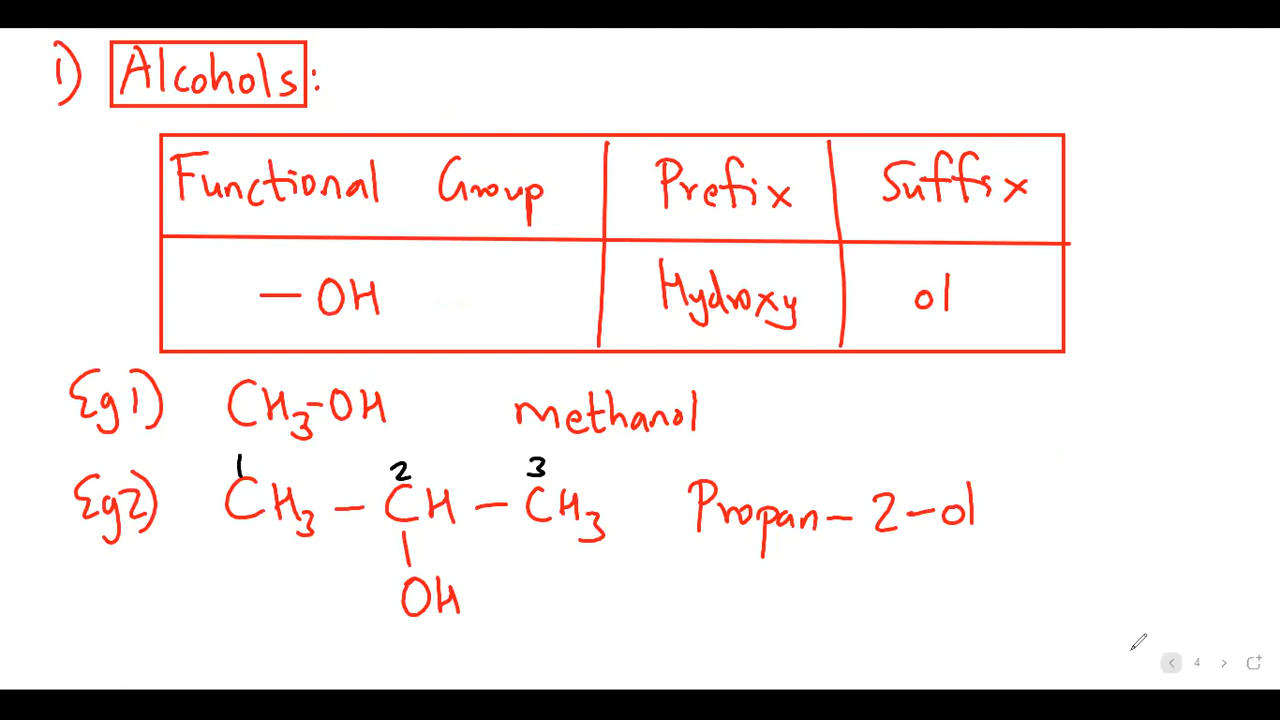 1) Alcohols:
Functional Group Prefix Suffix
— OH Hydroxy ol
Eg1) CH3-OH methanol
1 2 3
Eg2) CH3 — CH — CH3 Propan-2-ol
|
OH
4